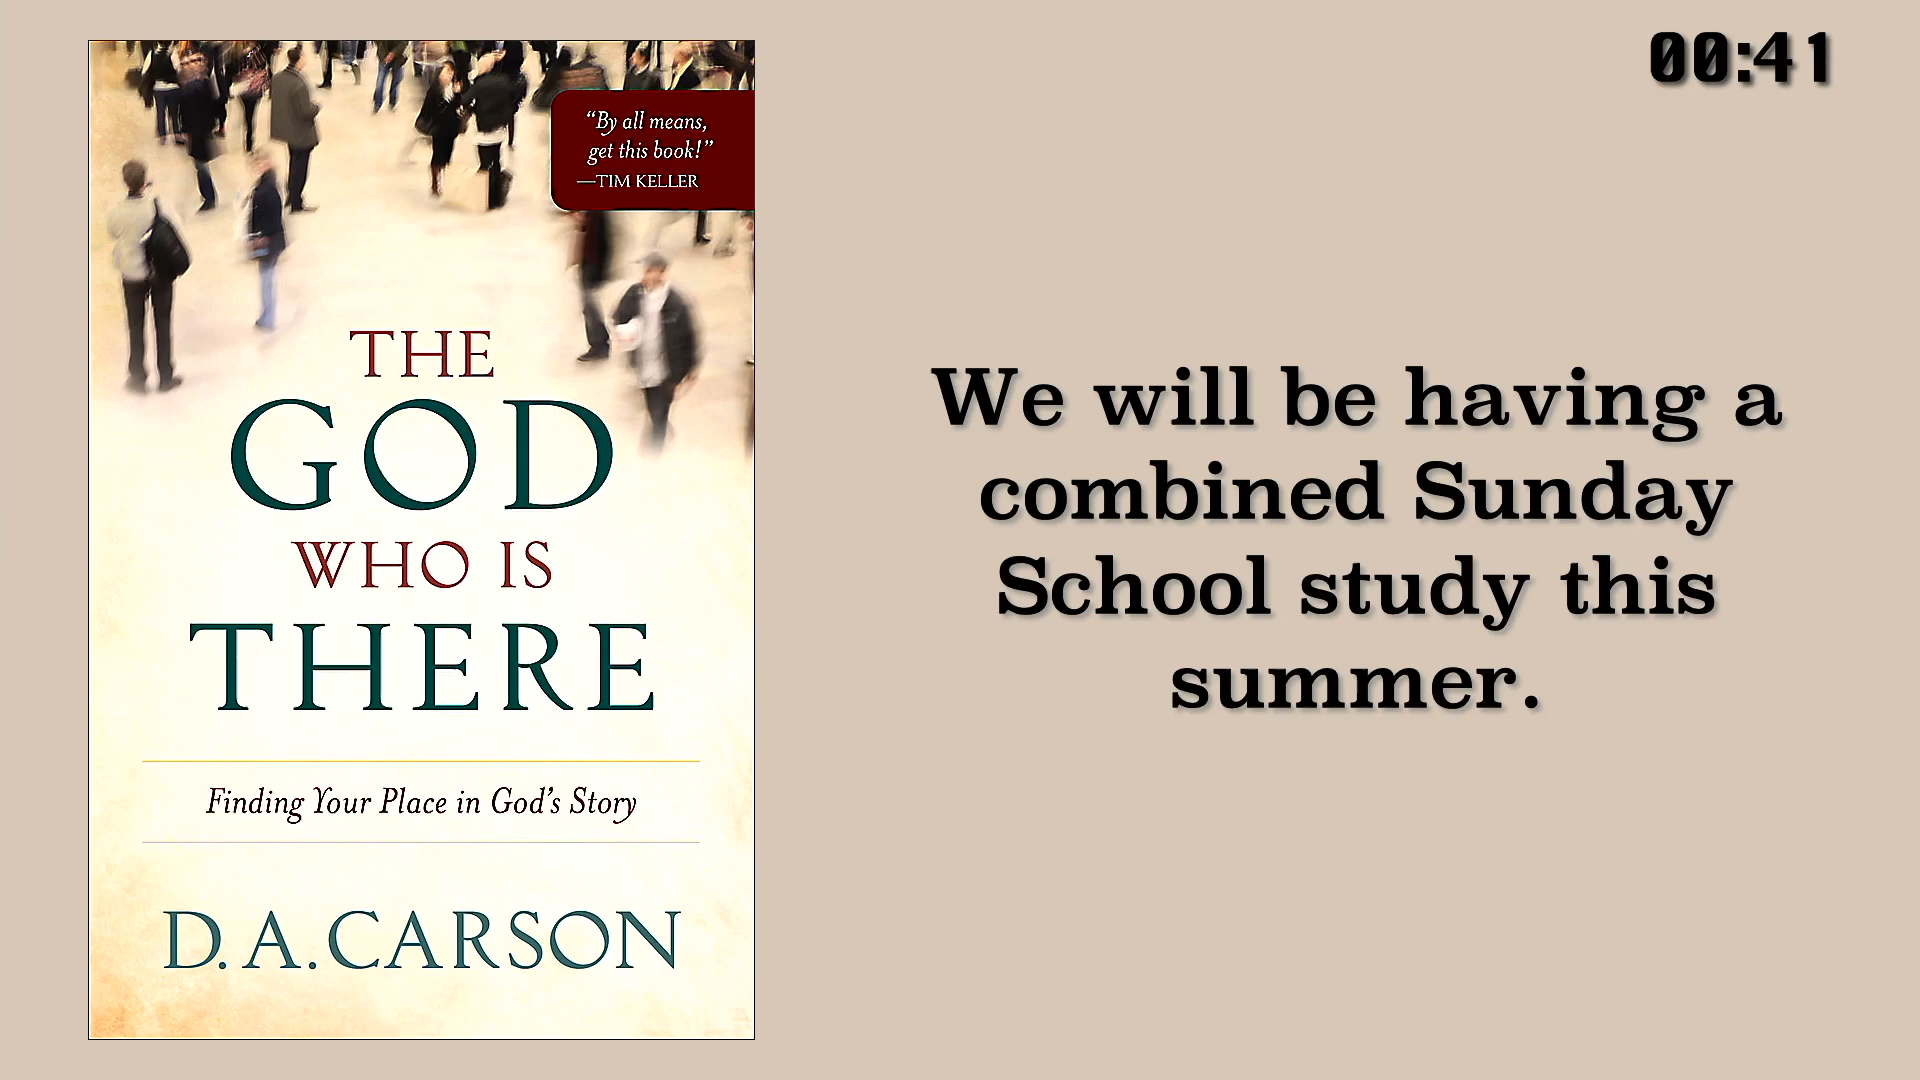 00:41
“By all means,
get this book!”
—TIM KELLER
THE
GOD
WHO IS
THERE
Finding Your Place in God’s Story
D. A. CARSON
We will be having a
combined Sunday
School study this
summer.